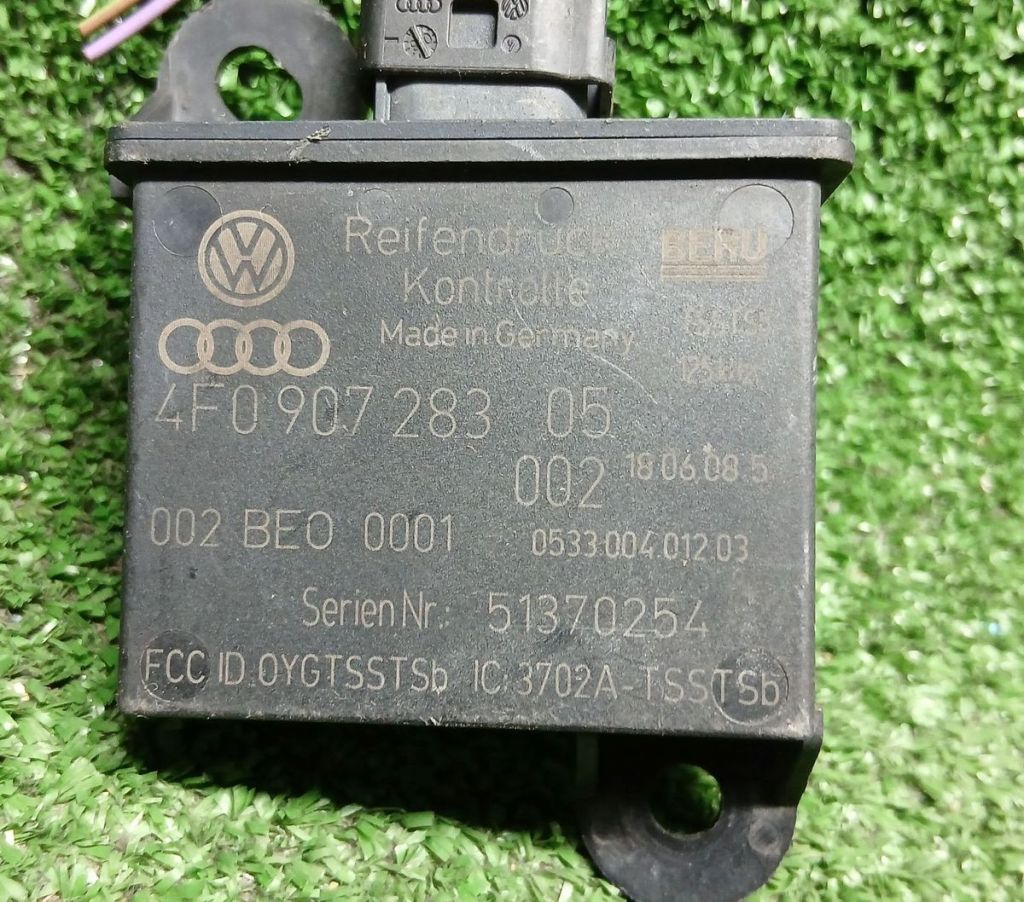 Reifendruck
Kontrolle
Made in Germany
BERU
125kHz
4F0 907 283 05
002 18.06.08 5
002 BEO 0001 0533.004.012.03
Serien Nr.: 51370254
FCC ID:OYGTSSTSb IC:3702A-TSSTSb